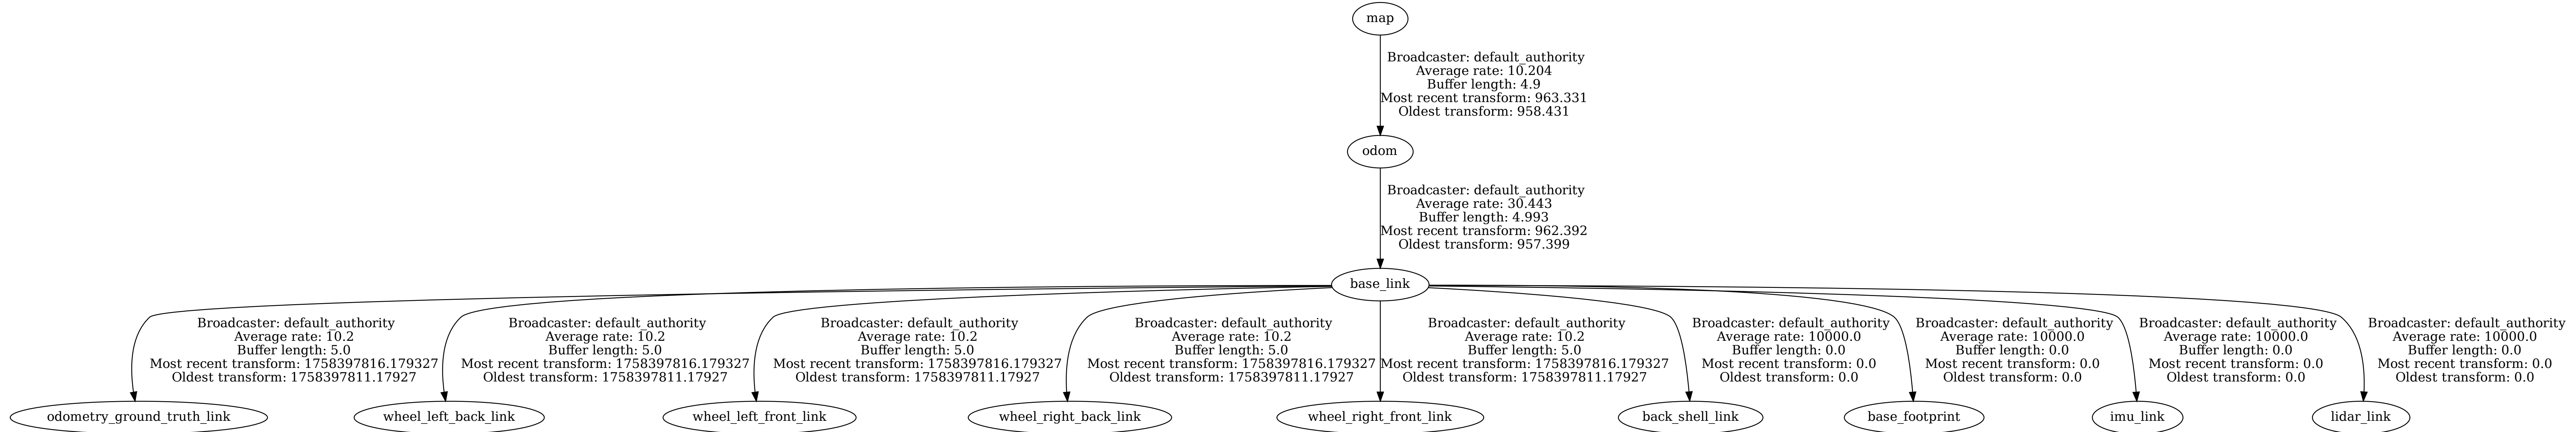 map
Broadcaster: default_authority
Average rate: 10.204
Buffer length: 4.9
Most recent transform: 963.331
Oldest transform: 958.431
odom
Broadcaster: default_authority
Average rate: 30.443
Buffer length: 4.993
Most recent transform: 962.392
Oldest transform: 957.399
base_link
Broadcaster: default_authority
Average rate: 10.2
Buffer length: 5.0
Most recent transform: 1758397816.179327
Oldest transform: 1758397811.17927
Broadcaster: default_authority
Average rate: 10.2
Buffer length: 5.0
Most recent transform: 1758397816.179327
Oldest transform: 1758397811.17927
Broadcaster: default_authority
Average rate: 10.2
Buffer length: 5.0
Most recent transform: 1758397816.179327
Oldest transform: 1758397811.17927
Broadcaster: default_authority
Average rate: 10.2
Buffer length: 5.0
Most recent transform: 1758397816.179327
Oldest transform: 1758397811.17927
Broadcaster: default_authority
Average rate: 10.2
Buffer length: 5.0
Most recent transform: 1758397816.179327
Oldest transform: 1758397811.17927
Broadcaster: default_authority
Average rate: 10000.0
Buffer length: 0.0
Most recent transform: 0.0
Oldest transform: 0.0
Broadcaster: default_authority
Average rate: 10000.0
Buffer length: 0.0
Most recent transform: 0.0
Oldest transform: 0.0
Broadcaster: default_authority
Average rate: 10000.0
Buffer length: 0.0
Most recent transform: 0.0
Oldest transform: 0.0
Broadcaster: default_authority
Average rate: 10000.0
Buffer length: 0.0
Most recent transform: 0.0
Oldest transform: 0.0
odometry_ground_truth_link
wheel_left_back_link
wheel_left_front_link
wheel_right_back_link
wheel_right_front_link
back_shell_link
base_footprint
imu_link
lidar_link